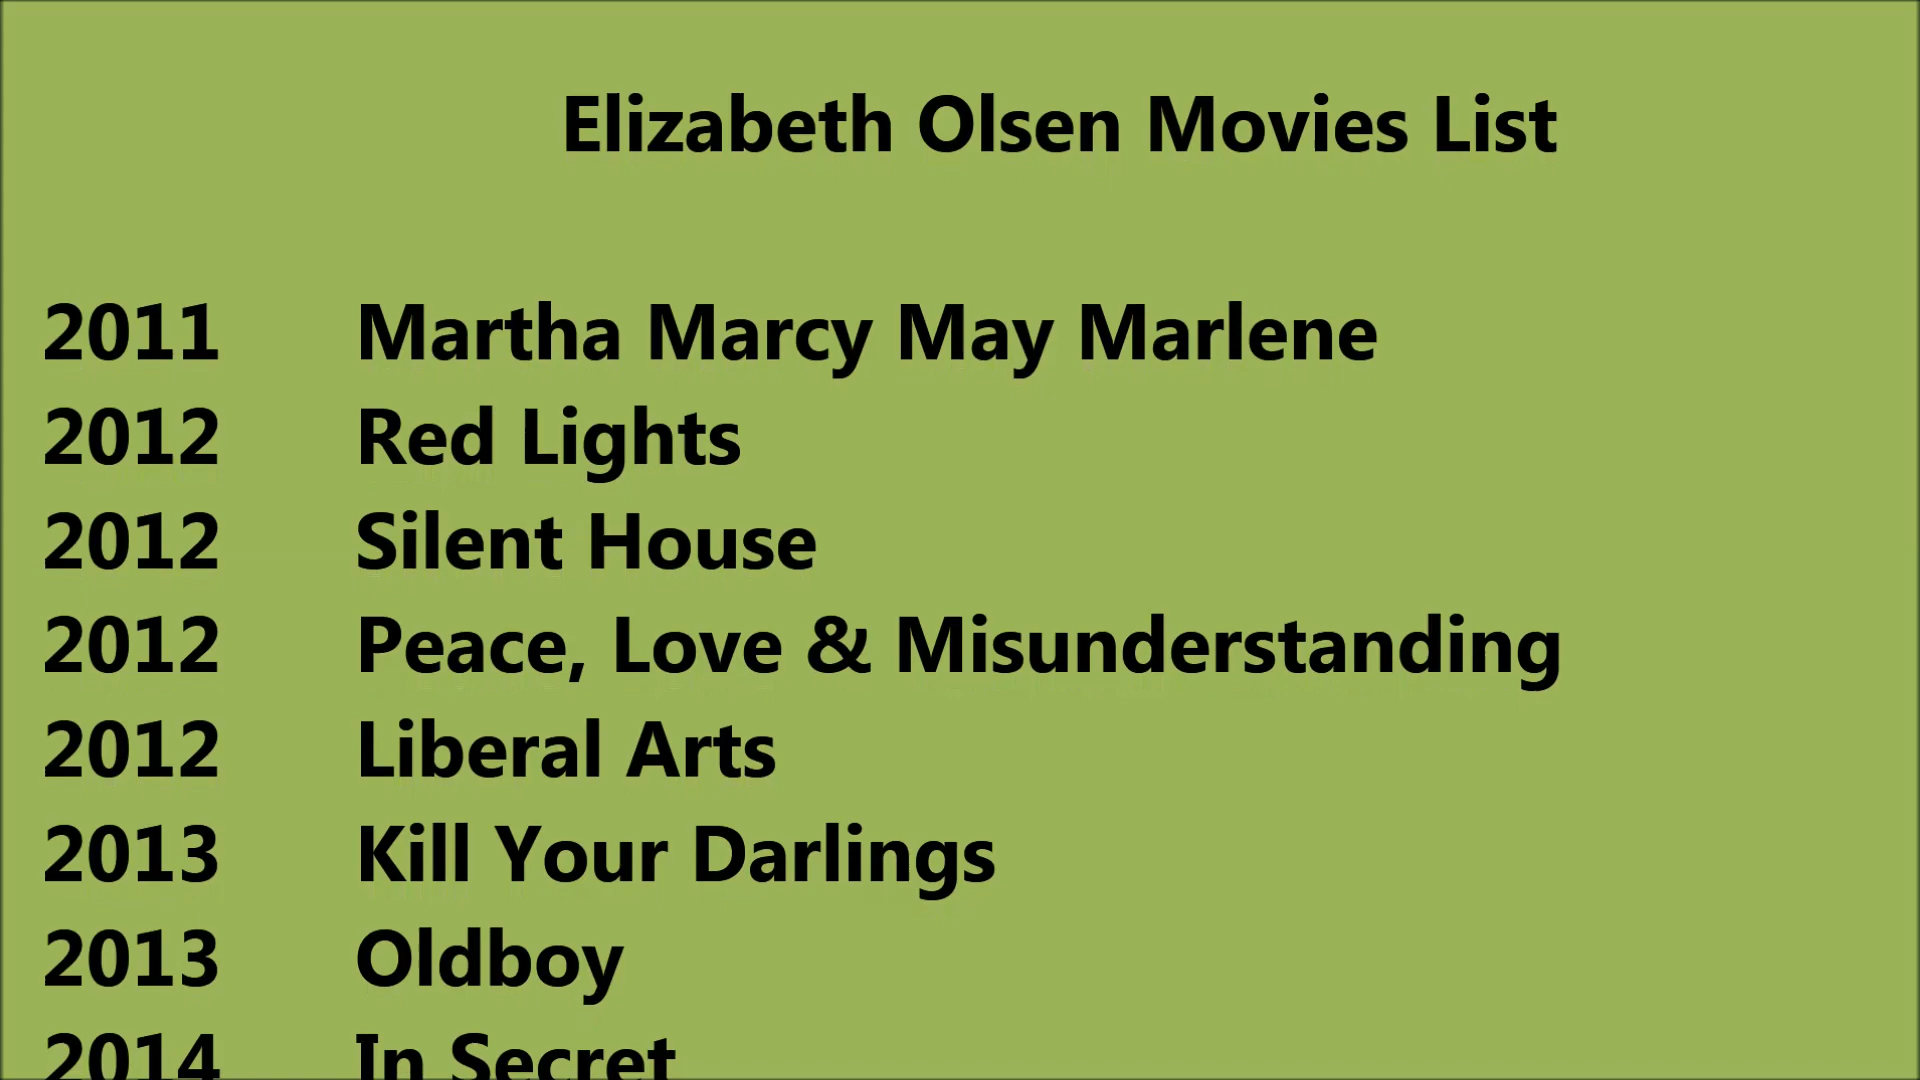 Elizabeth Olsen Movies List
2011 Martha Marcy May Marlene
2012 Red Lights
2012 Silent House
2012 Peace, Love & Misunderstanding
2012 Liberal Arts
2013 Kill Your Darlings
2013 Oldboy
2014 In Secret